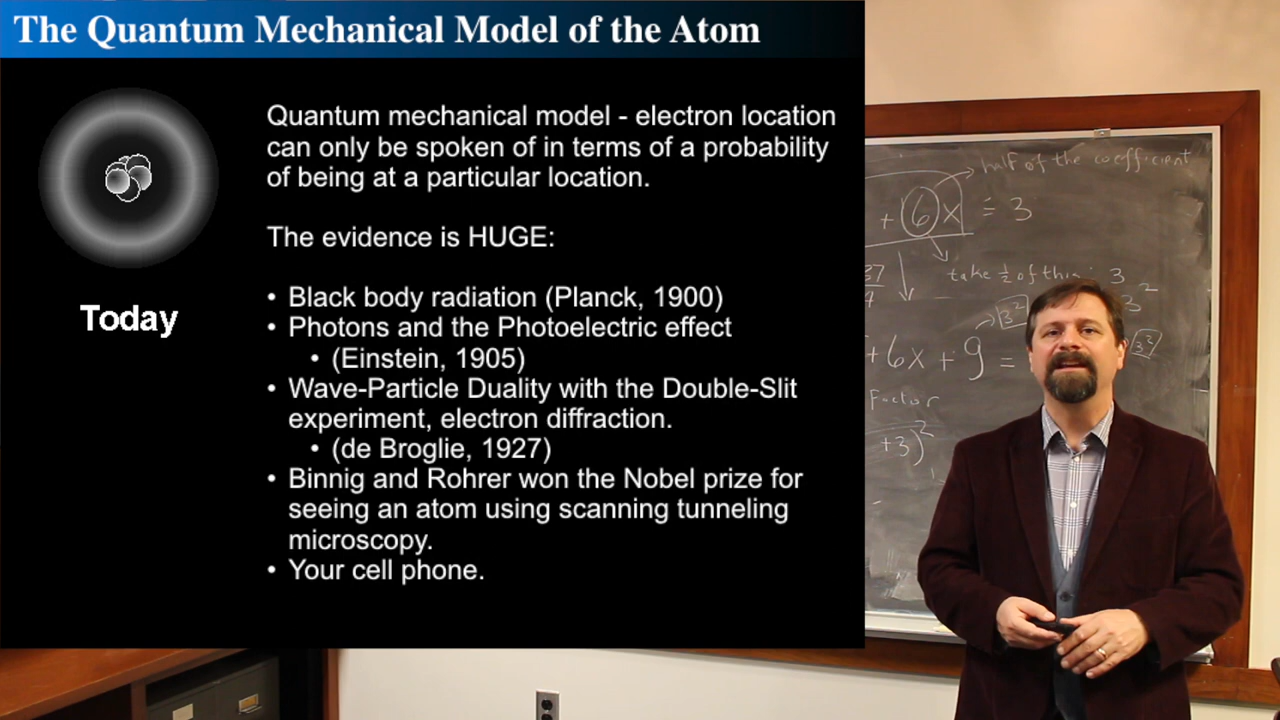 The Quantum Mechanical Model of the Atom
Quantum mechanical model - electron location
can only be spoken of in terms of a probability
of being at a particular location.
The evidence is HUGE:
• Black body radiation (Planck, 1900)
• Photons and the Photoelectric effect
• (Einstein, 1905)
• Wave-Particle Duality with the Double-Slit
experiment, electron diffraction.
• (de Broglie, 1927)
• Binnig and Rohrer won the Nobel prize for
seeing an atom using scanning tunneling
microscopy.
• Your cell phone.
Today
half of the coefficient
+ 6x = 3
take ½ of this: 3
3²
3²
+6x + 9 =
3²
Factor
+3)²